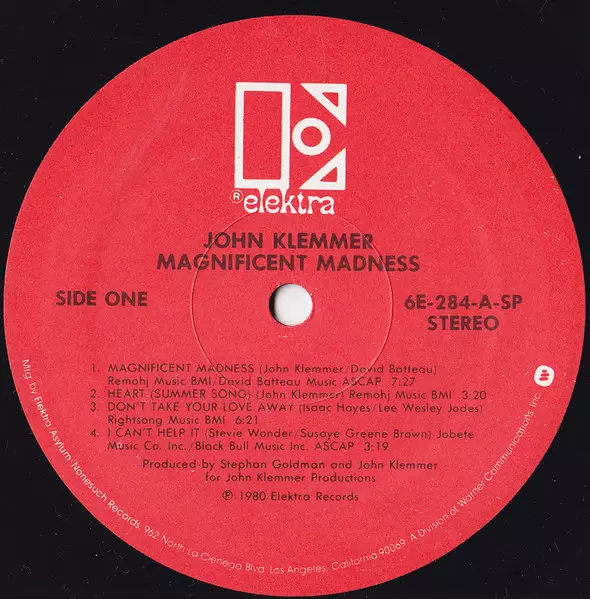 ® elektra
JOHN KLEMMER
MAGNIFICENT MADNESS
SIDE ONE
6E-284-A-SP
STEREO
1. MAGNIFICENT MADNESS (John Klemmer/David Batteau)
Remohj Music BMI/David Batteau Music ASCAP 7:27
2. HEART (SUMMER SONG) (John Klemmer) Remohj Music BMI 3:20
3. DON'T TAKE YOUR LOVE AWAY (Isaac Hayes/Lee Wesley Jodes)
Rightsong Music BMI 6:21
4. I CAN'T HELP IT (Stevie Wonder/Susaye Greene Brown) Jobete
Music Co. Inc./Black Bull Music Inc. ASCAP 3:19
Produced by Stephan Goldman and John Klemmer
for John Klemmer Productions
℗ 1980 Elektra Records
Mfg. by Elektra Asylum Nonesuch Records, 962 North La Cienega Blvd. Los Angeles, California 90069. A Division of Warner Communications Inc.